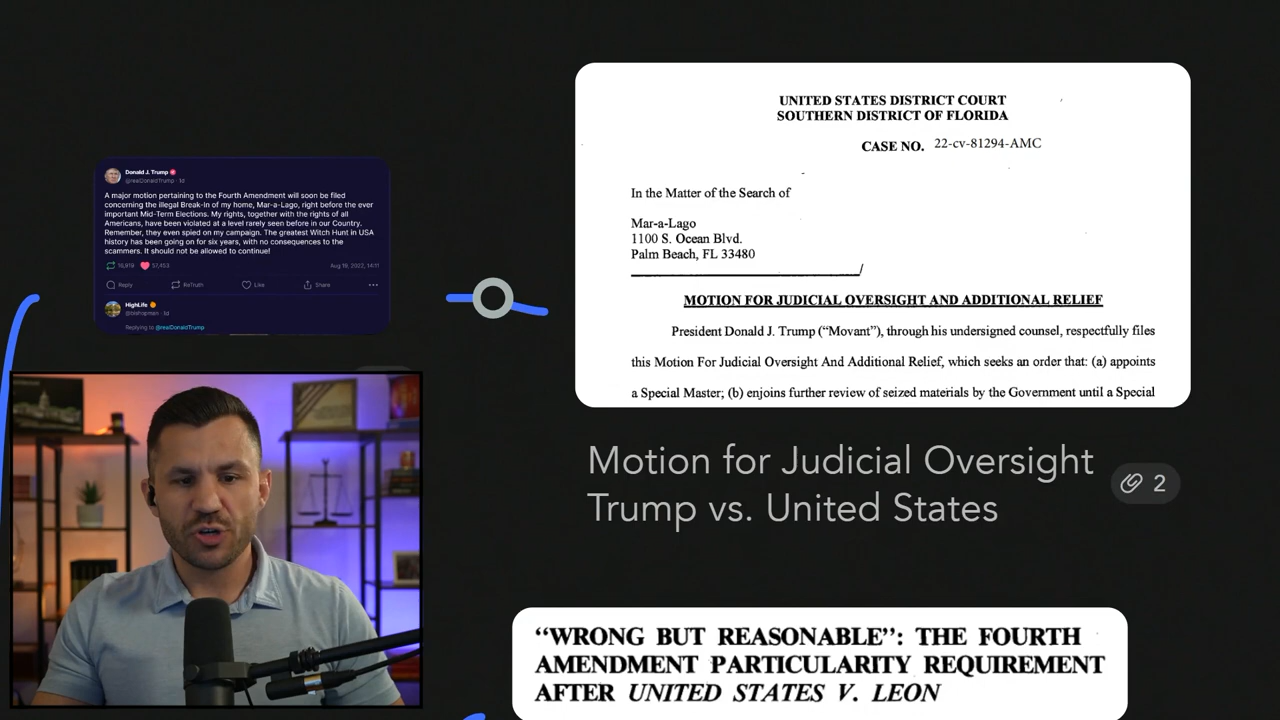 Donald J. Trump
@realDonaldTrump · 1d
A major motion pertaining to the Fourth Amendment will soon be filed
concerning the illegal Break-In of my home, Mar-a-Lago, right before the ever
important Mid-Term Elections. My rights, together with the rights of all
Americans, have been violated at a level rarely seen before in our Country.
Remember, they even spied on my campaign. The greatest Witch Hunt in USA
history has been going on for six years, with no consequences to the
scammers. It should not be allowed to continue!
16,919 57,453 Aug 19, 2022, 14:11
Reply ReTruth Like Share
HighLife
Replying to @realDonaldTrump
UNITED STATES DISTRICT COURT
SOUTHERN DISTRICT OF FLORIDA
CASE NO. 22-cv-81294-AMC
In the Matter of the Search of
Mar-a-Lago
1100 S. Ocean Blvd.
Palm Beach, FL 33480
MOTION FOR JUDICIAL OVERSIGHT AND ADDITIONAL RELIEF
President Donald J. Trump (“Movant”), through his undersigned counsel, respectfully files
this Motion For Judicial Oversight And Additional Relief, which seeks an order that: (a) appoints
a Special Master; (b) enjoins further review of seized materials by the Government until a Special
Motion for Judicial Oversight
Trump vs. United States
2
“WRONG BUT REASONABLE”: THE FOURTH
AMENDMENT PARTICULARITY REQUIREMENT
AFTER UNITED STATES V. LEON